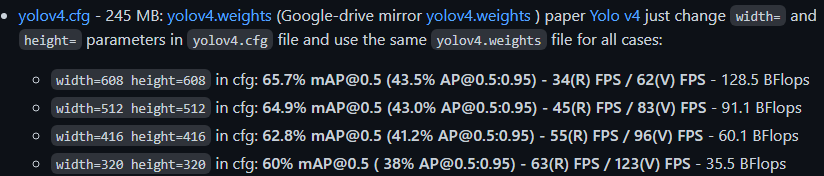 • yolov4.cfg - 245 MB: yolov4.weights (Google-drive mirror yolov4.weights ) paper Yolo v4 just change width= and
height= parameters in yolov4.cfg file and use the same yolov4.weights file for all cases:
◦ width=608 height=608 in cfg: 65.7% mAP@0.5 (43.5% AP@0.5:0.95) - 34(R) FPS / 62(V) FPS - 128.5 BFlops
◦ width=512 height=512 in cfg: 64.9% mAP@0.5 (43.0% AP@0.5:0.95) - 45(R) FPS / 83(V) FPS - 91.1 BFlops
◦ width=416 height=416 in cfg: 62.8% mAP@0.5 (41.2% AP@0.5:0.95) - 55(R) FPS / 96(V) FPS - 60.1 BFlops
◦ width=320 height=320 in cfg: 60% mAP@0.5 ( 38% AP@0.5:0.95) - 63(R) FPS / 123(V) FPS - 35.5 BFlops